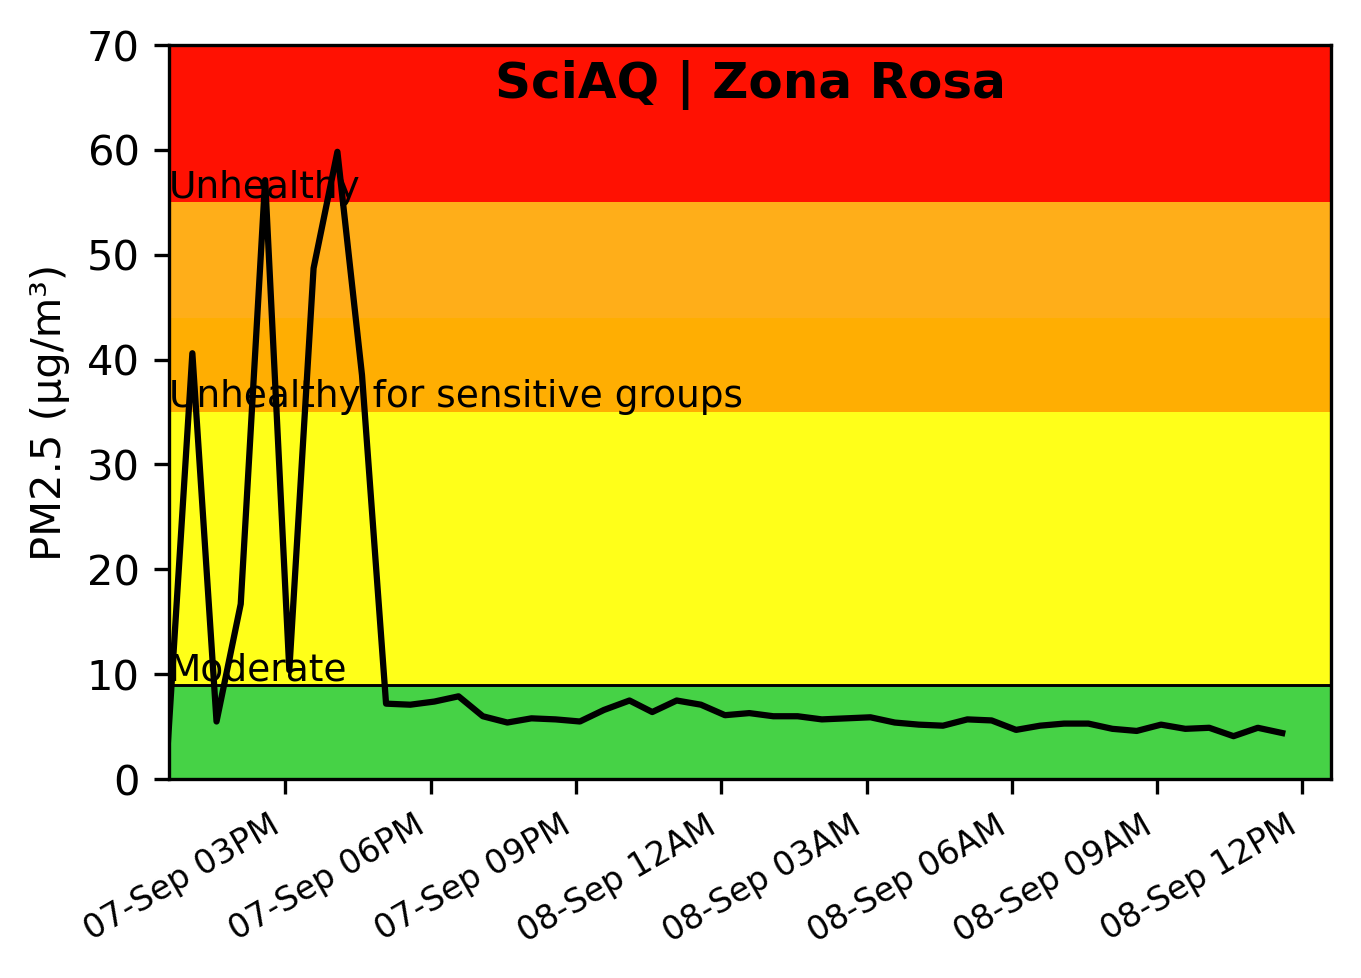 SciAQ | Zona Rosa
PM2.5 (µg/m³)
70
60
50
40
30
20
10
0
Unhealthy
Unhealthy for sensitive groups
Moderate
07-Sep 03PM
07-Sep 06PM
07-Sep 09PM
08-Sep 12AM
08-Sep 03AM
08-Sep 06AM
08-Sep 09AM
08-Sep 12PM